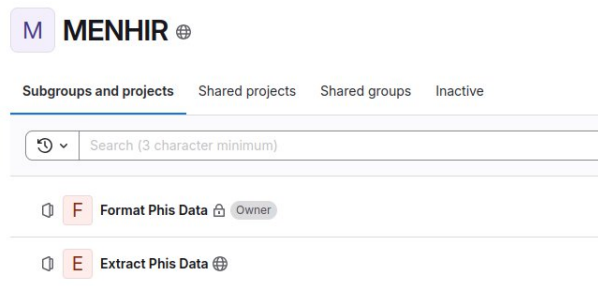 M MENHIR
Subgroups and projects Shared projects Shared groups Inactive
Search (3 character minimum)
F Format Phis Data Owner
E Extract Phis Data